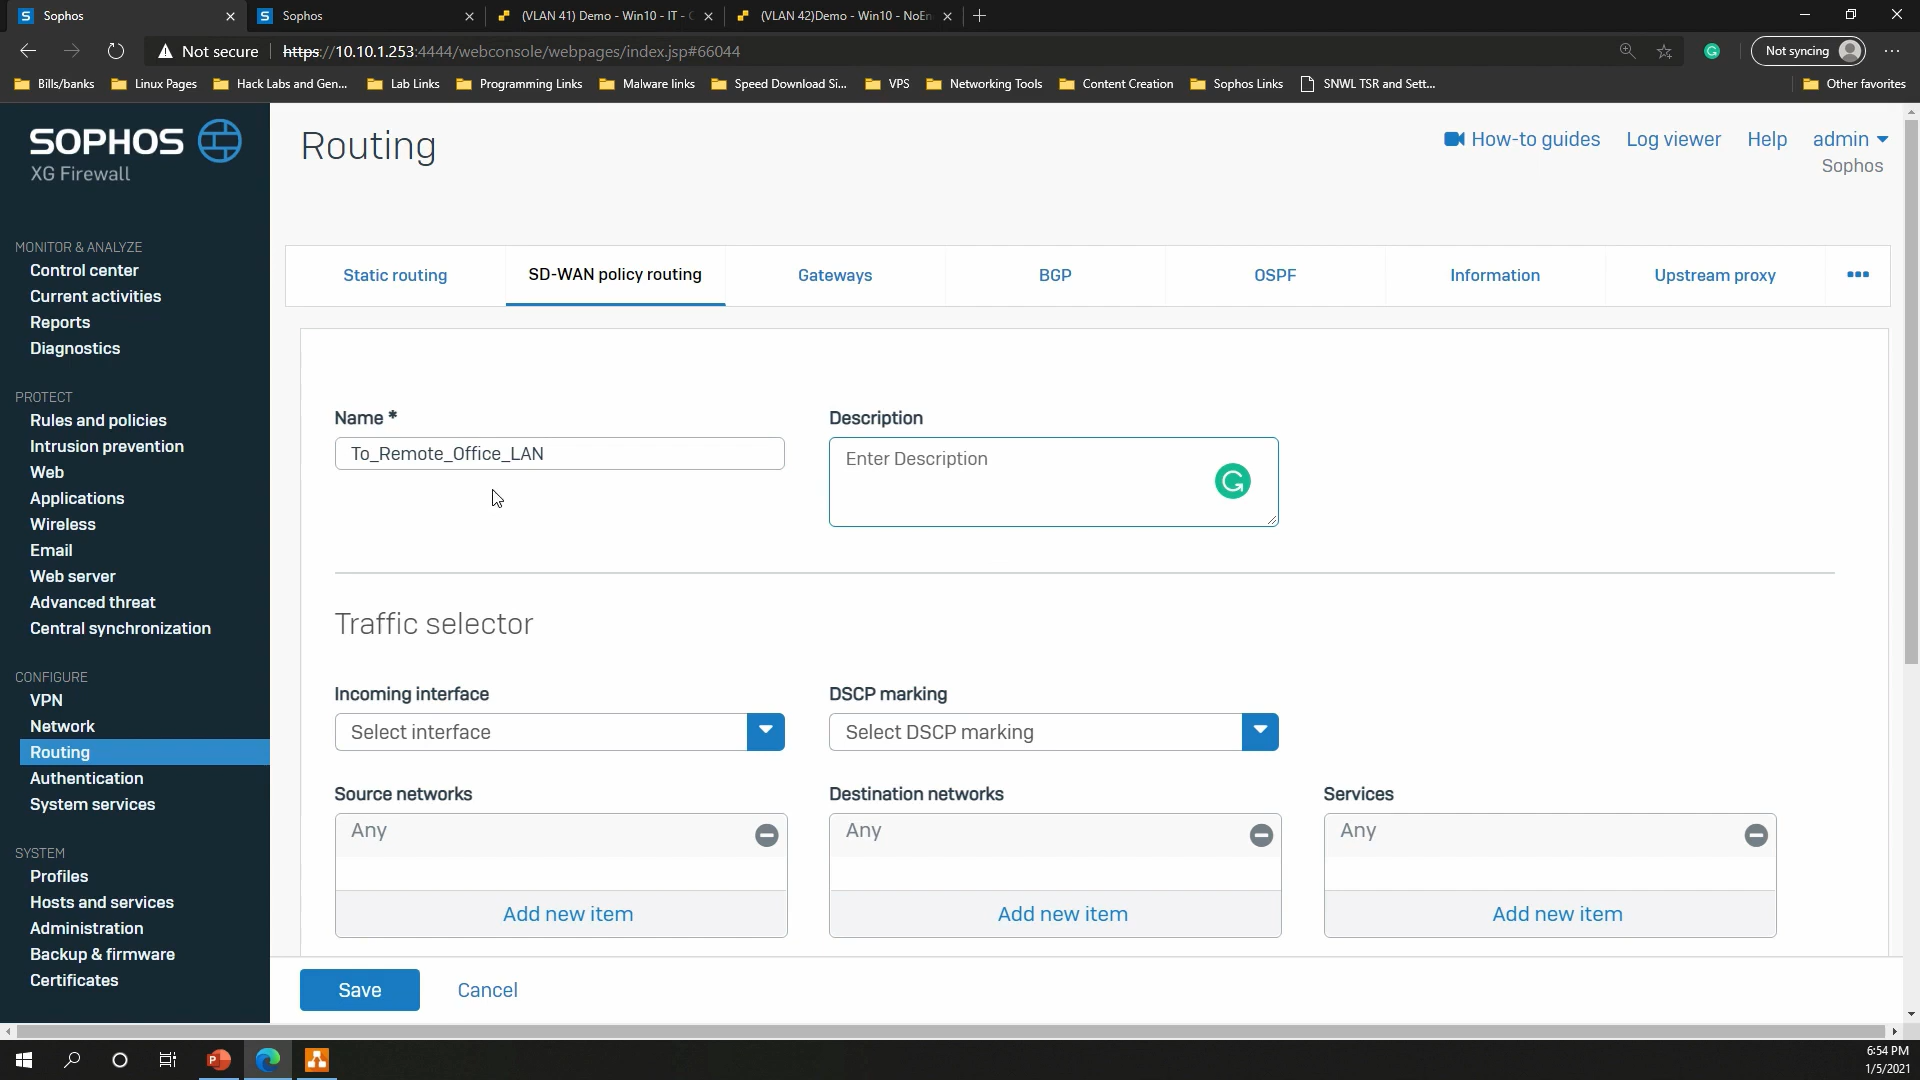 Sophos
Sophos
(VLAN 41) Demo - Win10 - IT -
(VLAN 42)Demo - Win10 - NoEn
Not secure
https://10.10.1.253:4444/webconsole/webpages/index.jsp#66044
Not syncing
Bills/banks
Linux Pages
Hack Labs and Gen...
Lab Links
Programming Links
Malware links
Speed Download Si...
VPS
Networking Tools
Content Creation
Sophos Links
SNWL TSR and Sett...
Other favorites
SOPHOS
XG Firewall
MONITOR & ANALYZE
Control center
Current activities
Reports
Diagnostics
PROTECT
Rules and policies
Intrusion prevention
Web
Applications
Wireless
Email
Web server
Advanced threat
Central synchronization
CONFIGURE
VPN
Network
Routing
Authentication
System services
SYSTEM
Profiles
Hosts and services
Administration
Backup & firmware
Certificates
Routing
How-to guides
Log viewer
Help
admin
Sophos
Static routing
SD-WAN policy routing
Gateways
BGP
OSPF
Information
Upstream proxy
Name *
Description
To_Remote_Office_LAN
Enter Description
Traffic selector
Incoming interface
DSCP marking
Select interface
Select DSCP marking
Source networks
Destination networks
Services
Any
Any
Any
Add new item
Add new item
Add new item
Save
Cancel
6:54 PM
1/5/2021